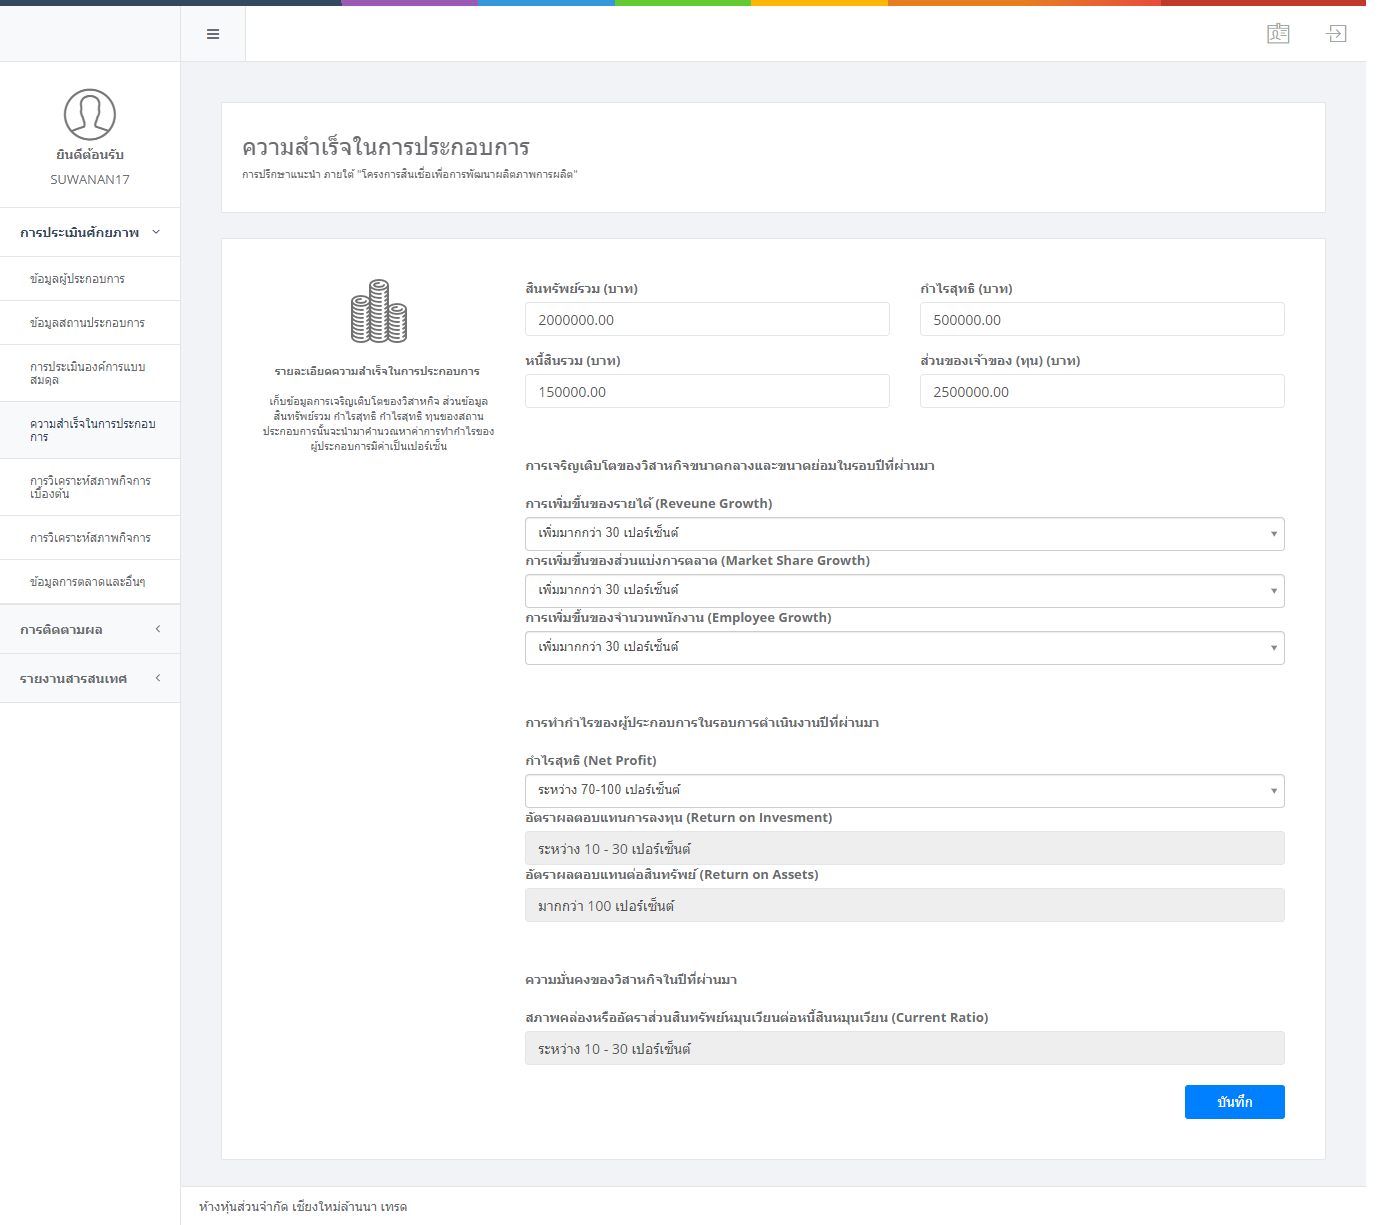 ยินดีต้อนรับ
SUWANAN17
การประเมินศักยภาพ
ข้อมูลผู้ประกอบการ
ข้อมูลสถานประกอบการ
การประเมินองค์การแบบ
สมดุล
ความสำเร็จในการประกอบ
การ
การวิเคราะห์สภาพกิจการ
เบื้องต้น
การวิเคราะห์สภาพกิจการ
ข้อมูลการตลาดและอื่นๆ
การติดตามผล
รายงานสารสนเทศ
ความสำเร็จในการประกอบการ
การปรึกษาแนะนำ ภายใต้ "โครงการสินเชื่อเพื่อการพัฒนาผลิตภาพการผลิต"
รายละเอียดความสำเร็จในการประกอบการ
เก็บข้อมูลการเจริญเติบโตของวิสาหกิจ ส่วนข้อมูล
สินทรัพย์รวม กำไรสุทธิ กำไรสุทธิ ทุนของสถาน
ประกอบการนั้นจะนำมาคำนวณหาค่าการทำกำไรของ
ผู้ประกอบการมีค่าเป็นเปอร์เซ็น
สินทรัพย์รวม (บาท)
2000000.00
กำไรสุทธิ (บาท)
500000.00
หนี้สินรวม (บาท)
150000.00
ส่วนของเจ้าของ (ทุน) (บาท)
2500000.00
การเจริญเติบโตของวิสาหกิจขนาดกลางและขนาดย่อมในรอบปีที่ผ่านมา
การเพิ่มขึ้นของรายได้ (Reveune Growth)
เพิ่มมากกว่า 30 เปอร์เซ็นต์
การเพิ่มขึ้นของส่วนแบ่งการตลาด (Market Share Growth)
เพิ่มมากกว่า 30 เปอร์เซ็นต์
การเพิ่มขึ้นของจำนวนพนักงาน (Employee Growth)
เพิ่มมากกว่า 30 เปอร์เซ็นต์
การทำกำไรของผู้ประกอบการในรอบการดำเนินงานปีที่ผ่านมา
กำไรสุทธิ (Net Profit)
ระหว่าง 70-100 เปอร์เซ็นต์
อัตราผลตอบแทนการลงทุน (Return on Invesment)
ระหว่าง 10 - 30 เปอร์เซ็นต์
อัตราผลตอบแทนต่อสินทรัพย์ (Return on Assets)
มากกว่า 100 เปอร์เซ็นต์
ความมั่นคงของวิสาหกิจในปีที่ผ่านมา
สภาพคล่องหรืออัตราส่วนสินทรัพย์หมุนเวียนต่อหนี้สินหมุนเวียน (Current Ratio)
ระหว่าง 10 - 30 เปอร์เซ็นต์
บันทึก
ห้างหุ้นส่วนจำกัด เชียงใหม่ล้านนา เทรด